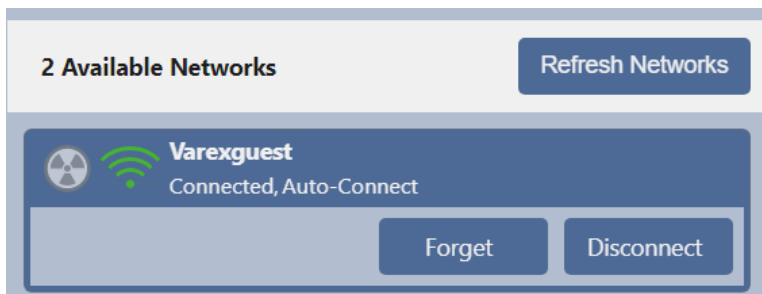 2 Available Networks
Refresh Networks
Varexguest
Connected, Auto-Connect
Forget
Disconnect